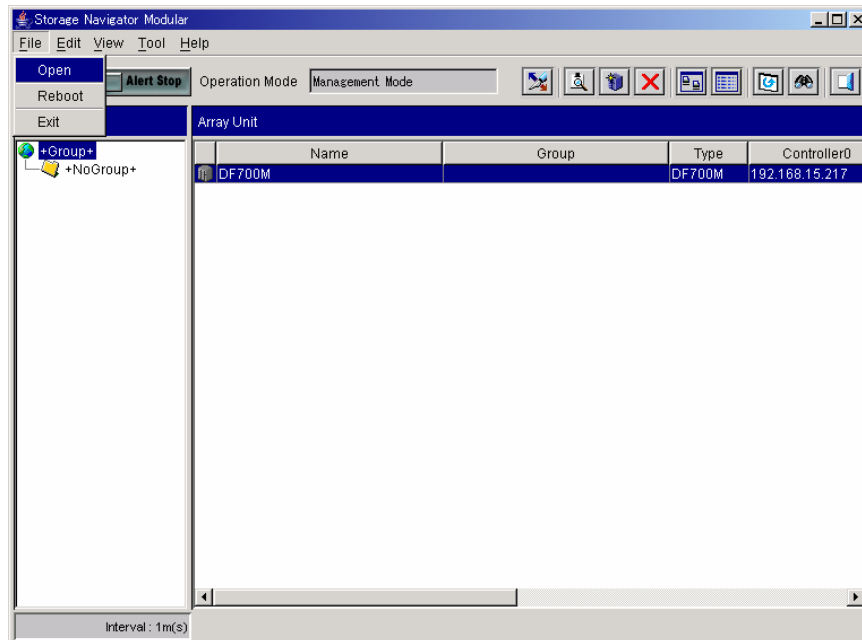 Storage Navigator Modular
File Edit View Tool Help
Open
Reboot
Exit
Alert Stop
Operation Mode
Management Mode
Array Unit
+Group+
+NoGroup+
Name Group Type Controller0
DF700M DF700M 192.168.15.217
Interval : 1m(s)